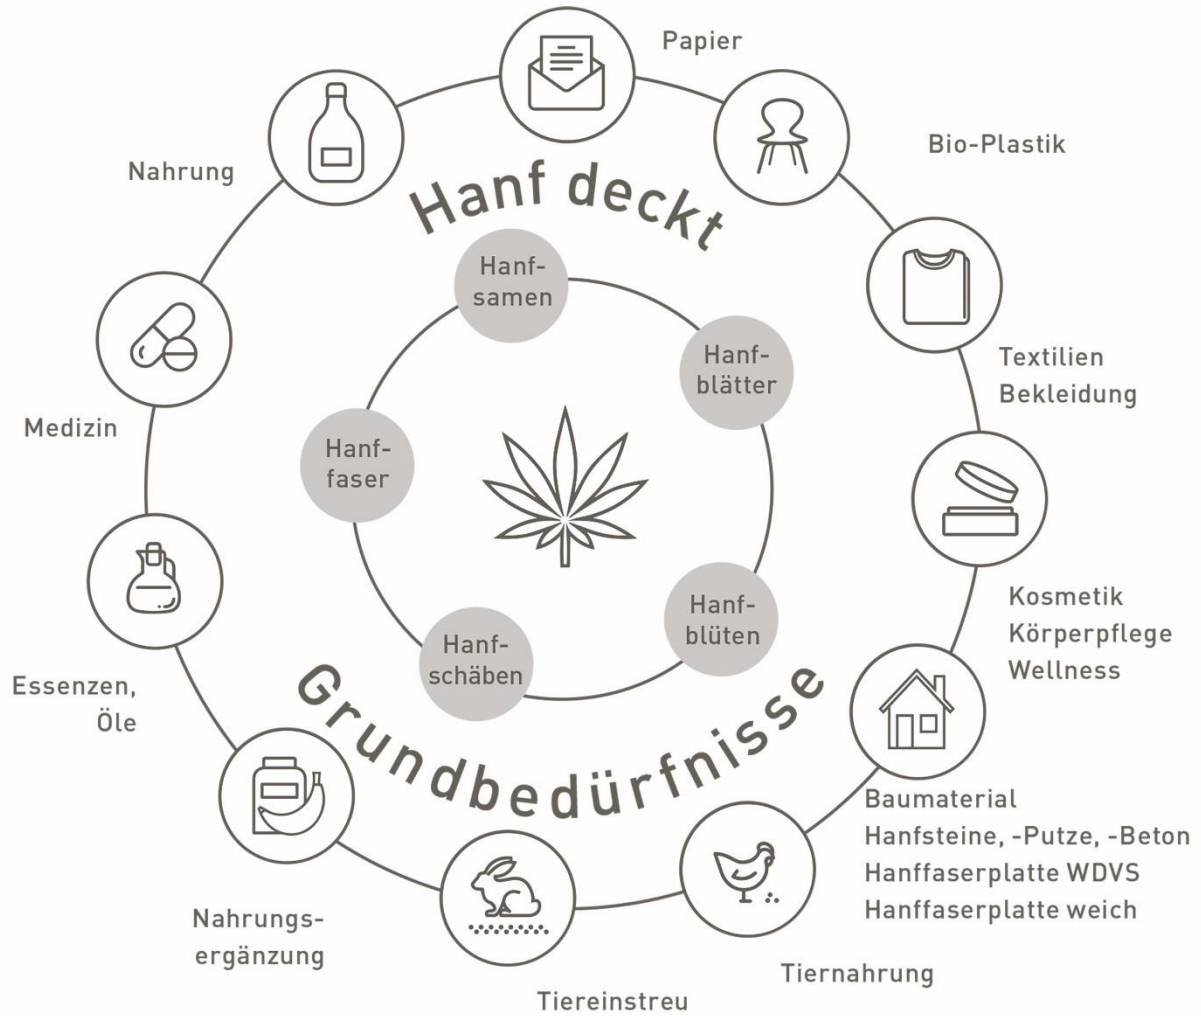 Hanf deckt
Grundbedürfnisse
Papier
Bio-Plastik
Textilien
Bekleidung
Kosmetik
Körperpflege
Wellness
Baumaterial
Hanfsteine, -Putze, -Beton
Hanffaserplatte WDVS
Hanffaserplatte weich
Tiernahrung
Tiereinstreu
Nahrungs-
ergänzung
Essenzen,
Öle
Medizin
Nahrung
Hanf-
samen
Hanf-
blätter
Hanf-
blüten
Hanf-
schäben
Hanf-
faser